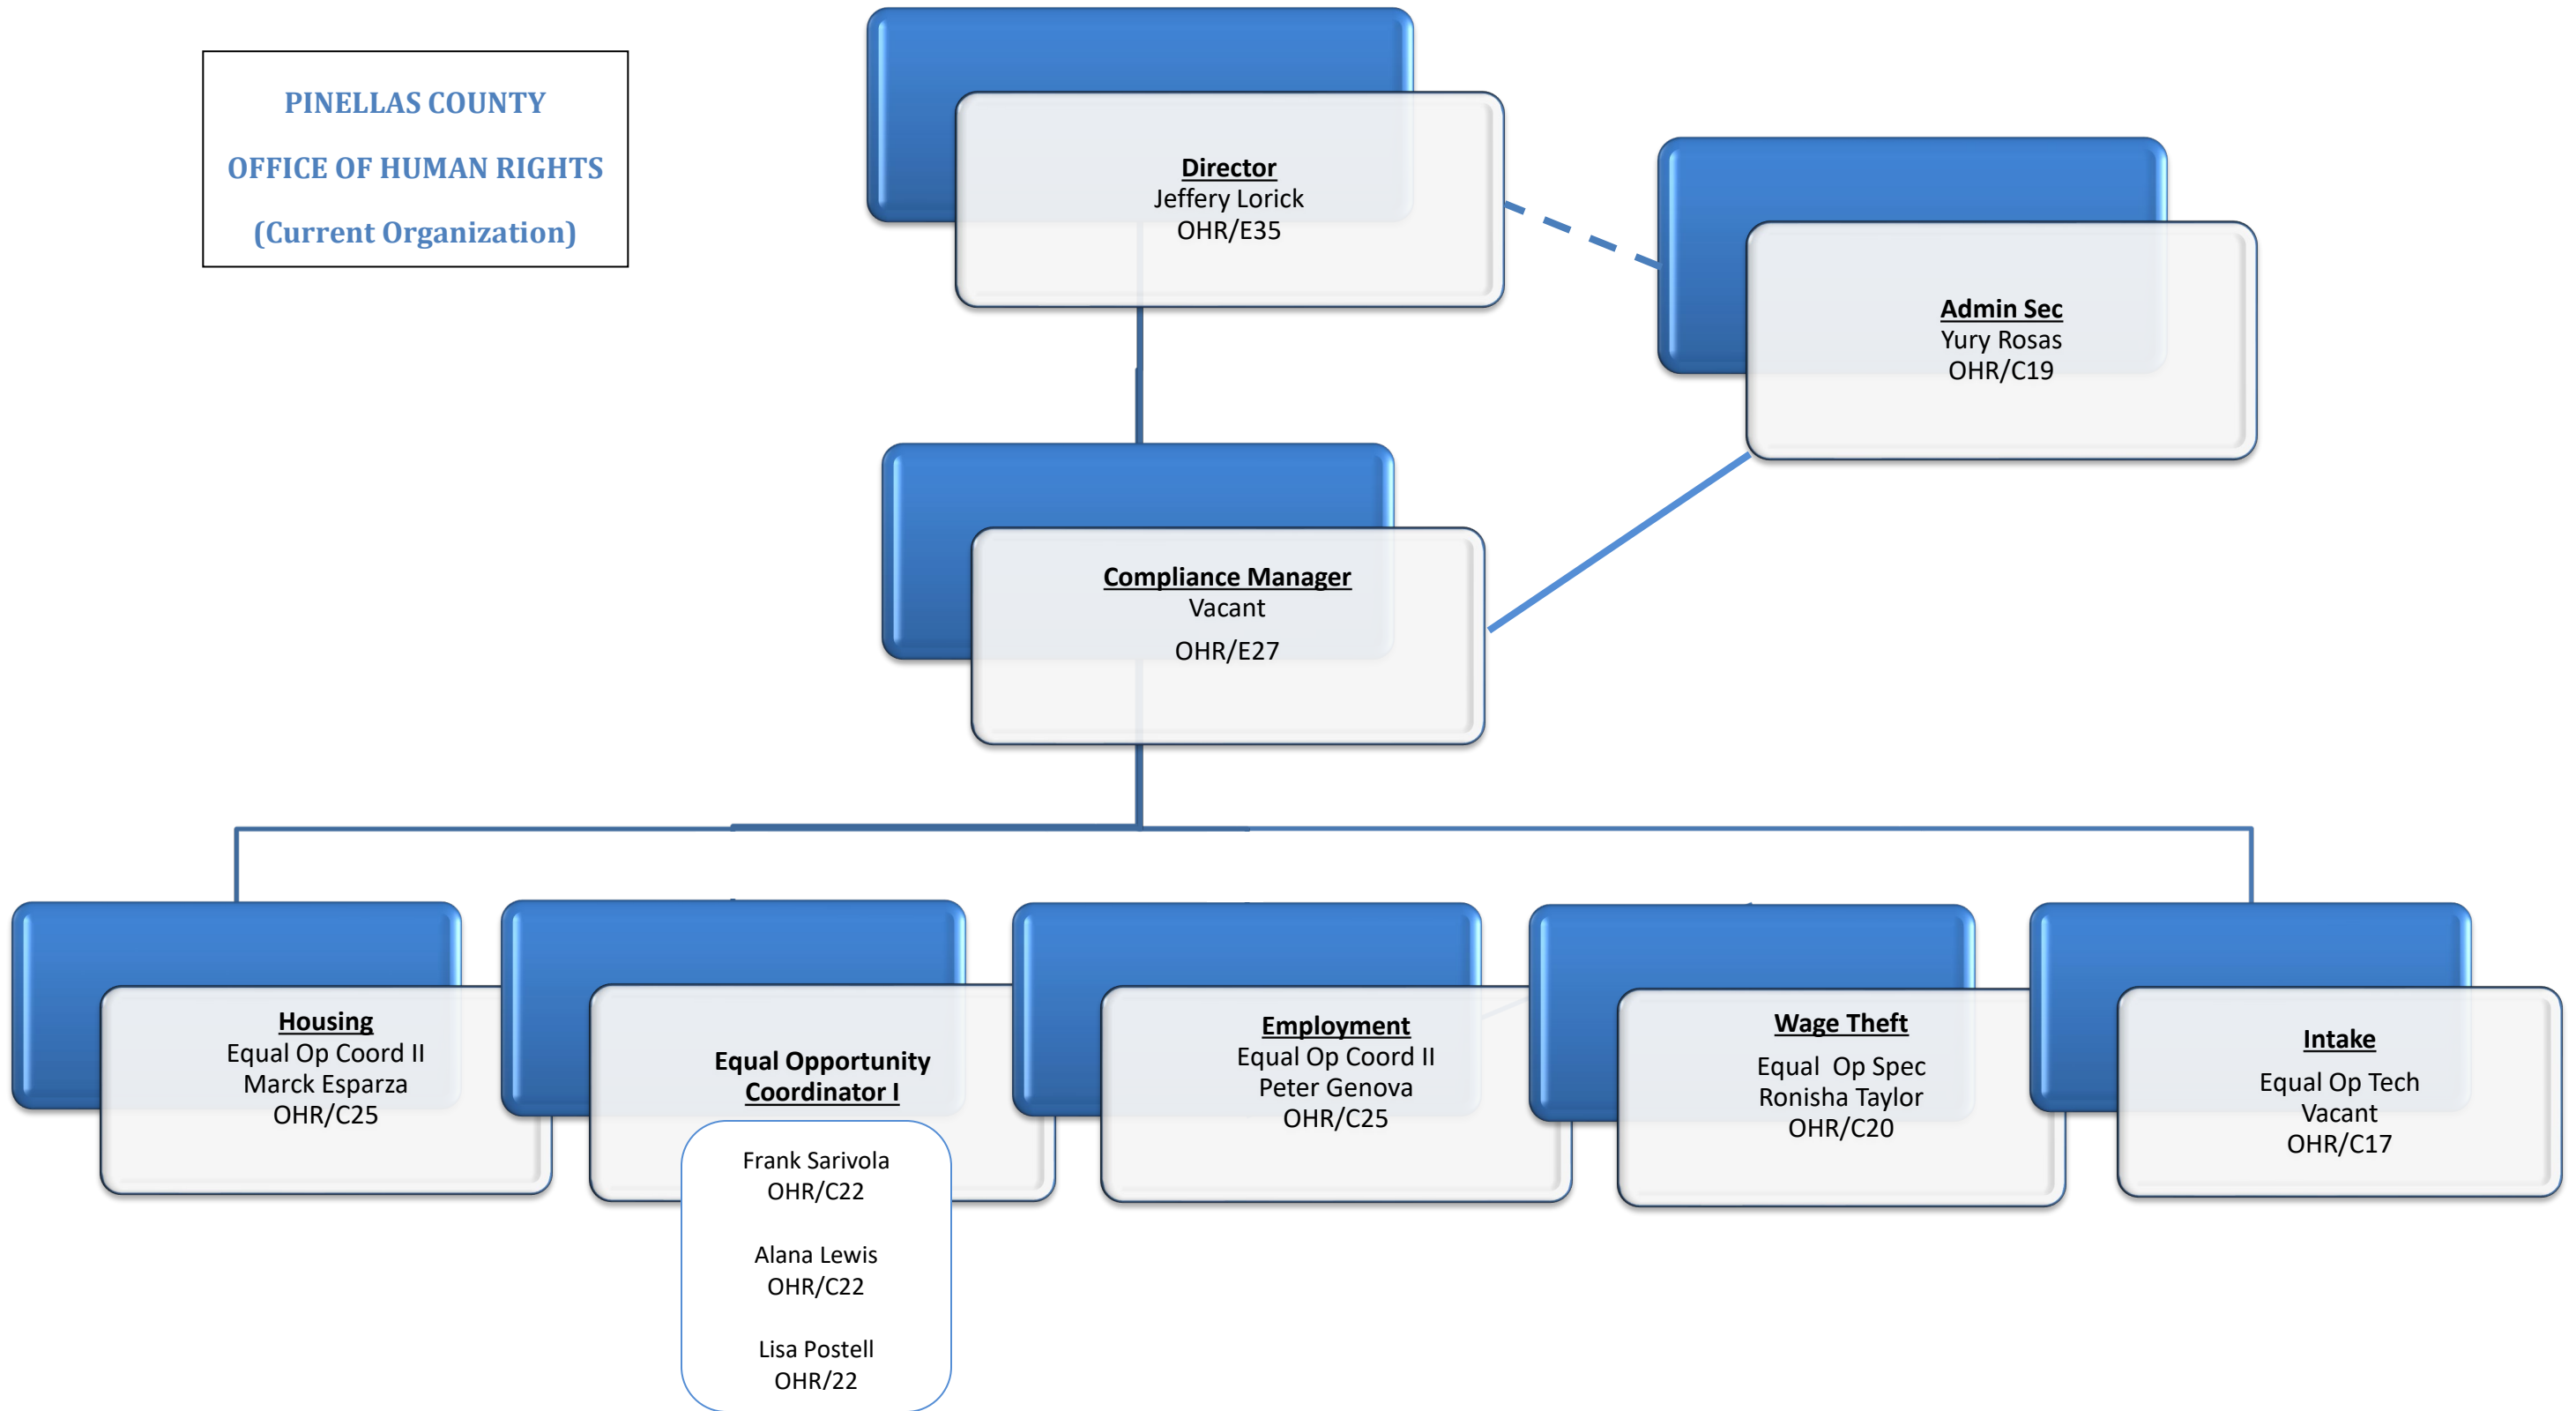 PINELLAS COUNTY
OFFICE OF HUMAN RIGHTS
(Current Organization)
Director
Jeffery Lorick
OHR/E35
Admin Sec
Yury Rosas
OHR/C19
Compliance Manager
Vacant
OHR/E27
Housing
Equal Op Coord II
Marck Esparza
OHR/C25
Equal Opportunity
Coordinator I
Frank Sarivola
OHR/C22
Alana Lewis
OHR/C22
Lisa Postell
OHR/22
Employment
Equal Op Coord II
Peter Genova
OHR/C25
Wage Theft
Equal  Op Spec
Ronisha Taylor
OHR/C20
Intake
Equal Op Tech
Vacant
OHR/C17